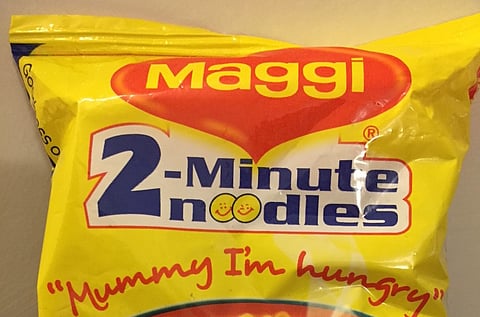 Maggi
®
2-Minute
noodles
"Mummy I'm hungry"